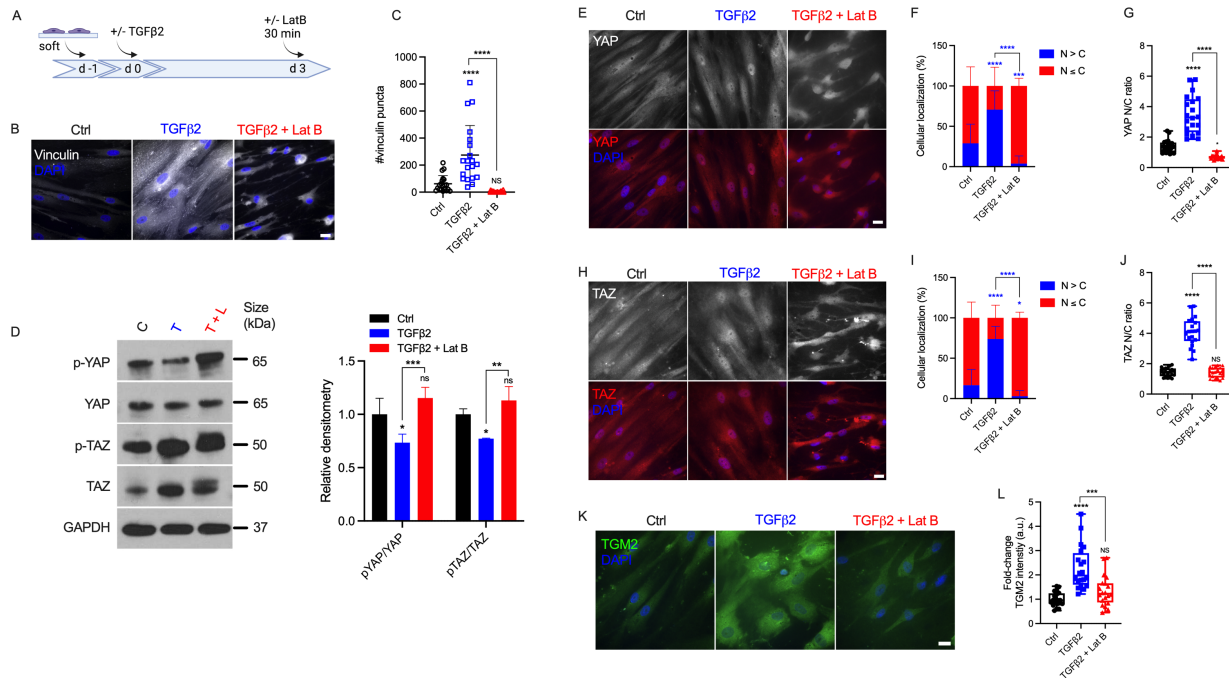 A
soft
+/- TGFβ2
+/- LatB
30 min
d -1
d 0
d 3
B
Ctrl
TGFβ2
TGFβ2 + Lat B
Vinculin
DAPI
C
#vinculin puncta
1000
800
600
400
200
0
****
****
NS
Ctrl
TGFβ2
TGFβ2 + Lat B
D
C
T
T + L
Size
(kDa)
p-YAP
65
YAP
65
p-TAZ
50
TAZ
50
GAPDH
37
Ctrl
TGFβ2
TGFβ2 + Lat B
Relative densitometry
1.5
1.0
0.5
0.0
***
ns
*
**
ns
*
pYAP/YAP
pTAZ/TAZ
E
Ctrl
TGFβ2
TGFβ2 + Lat B
YAP
YAP
DAPI
F
Cellular localization (%)
100
50
0
****
****
***
N > C
N ≤ C
Ctrl
TGFβ2
TGFβ2 + Lat B
G
YAP N/C ratio
8
6
4
2
0
****
****
*
Ctrl
TGFβ2
TGFβ2 + Lat B
H
Ctrl
TGFβ2
TGFβ2 + Lat B
TAZ
TAZ
DAPI
I
Cellular localization (%)
100
50
0
****
****
*
N > C
N ≤ C
Ctrl
TGFβ2
TGFβ2 + Lat B
J
TAZ N/C ratio
8
6
4
2
0
****
****
NS
Ctrl
TGFβ2
TGFβ2 + Lat B
K
Ctrl
TGFβ2
TGFβ2 + Lat B
TGM2
DAPI
L
Fold-change
TGM2 intenstiy (a.u.)
5
4
3
2
1
0
***
****
NS
Ctrl
TGFβ2
TGFβ2 + Lat B